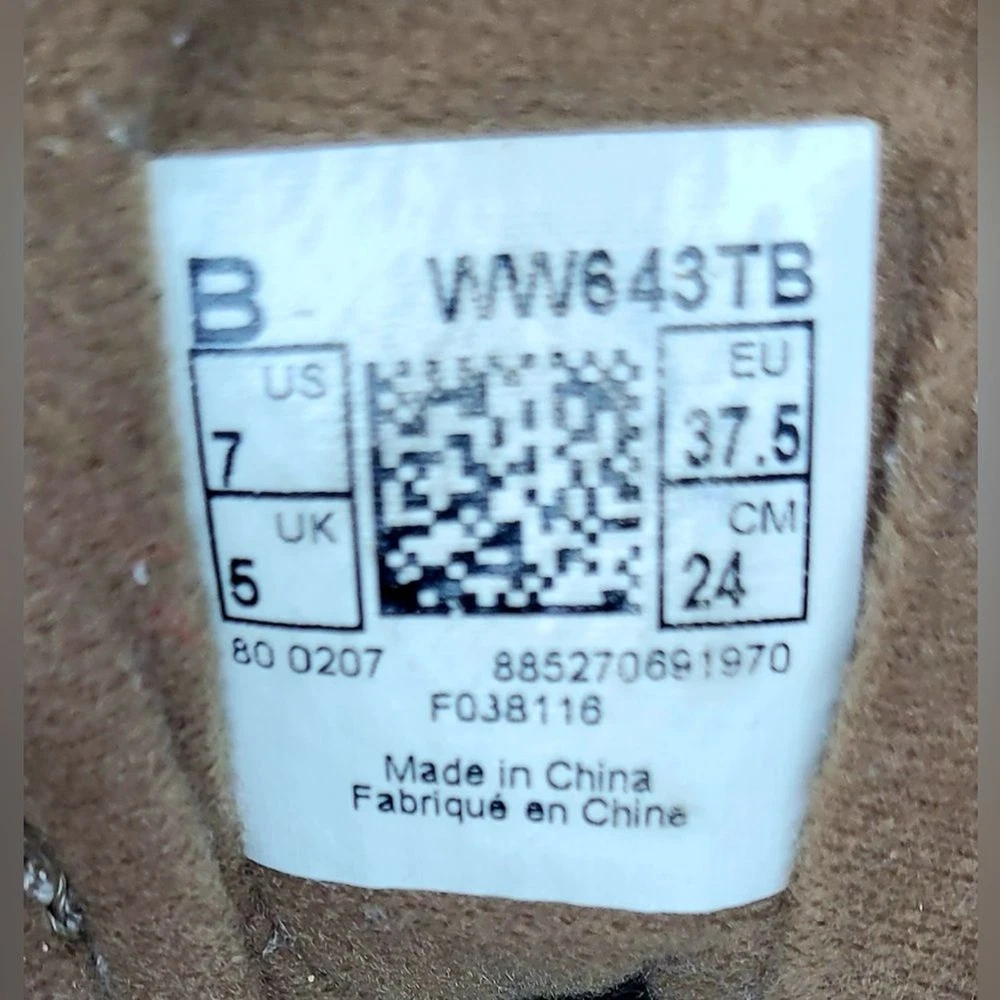 B WW643TB
US EU
7 37.5
UK CM
5 24
80 0207 885270691970
F038116
Made in China
Fabriqué en Chine